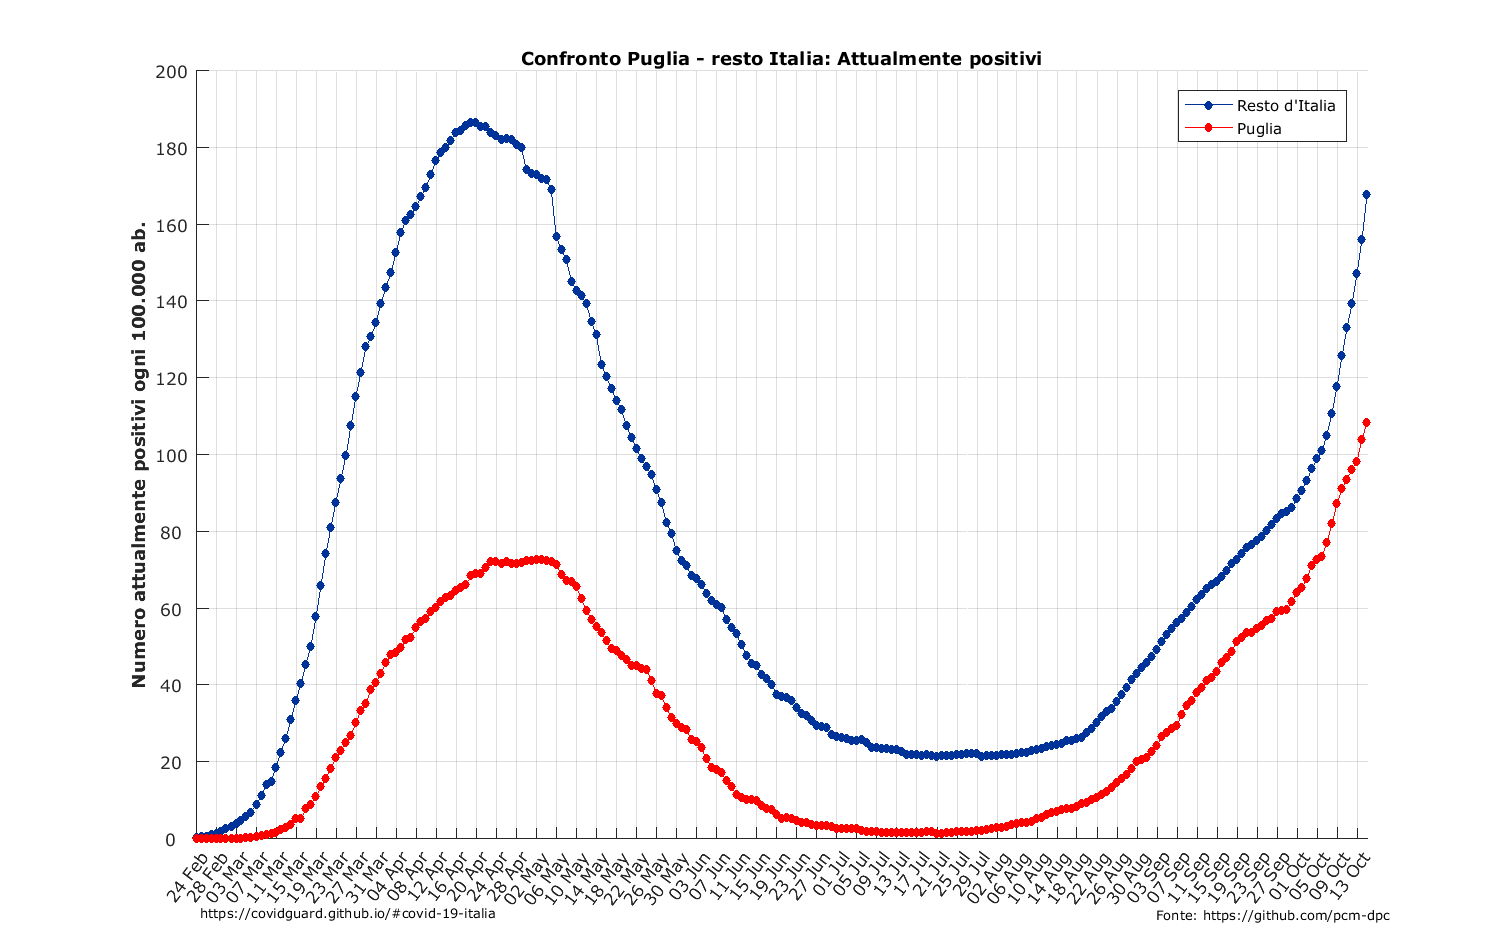 Confronto Puglia - resto Italia: Attualmente positivi
Resto d'Italia
Puglia
Numero attualmente positivi ogni 100.000 ab.
200
180
160
140
120
100
80
60
40
20
0
24 Feb
28 Feb
03 Mar
07 Mar
11 Mar
15 Mar
19 Mar
23 Mar
27 Mar
31 Mar
04 Apr
08 Apr
12 Apr
16 Apr
20 Apr
24 Apr
28 Apr
02 May
06 May
10 May
14 May
18 May
22 May
26 May
30 May
03 Jun
07 Jun
11 Jun
15 Jun
19 Jun
23 Jun
27 Jun
01 Jul
05 Jul
09 Jul
13 Jul
17 Jul
21 Jul
25 Jul
29 Jul
02 Aug
06 Aug
10 Aug
14 Aug
18 Aug
22 Aug
26 Aug
30 Aug
03 Sep
07 Sep
11 Sep
15 Sep
19 Sep
23 Sep
27 Sep
01 Oct
05 Oct
09 Oct
13 Oct
https://covidguard.github.io/#covid-19-italia
Fonte: https://github.com/pcm-dpc